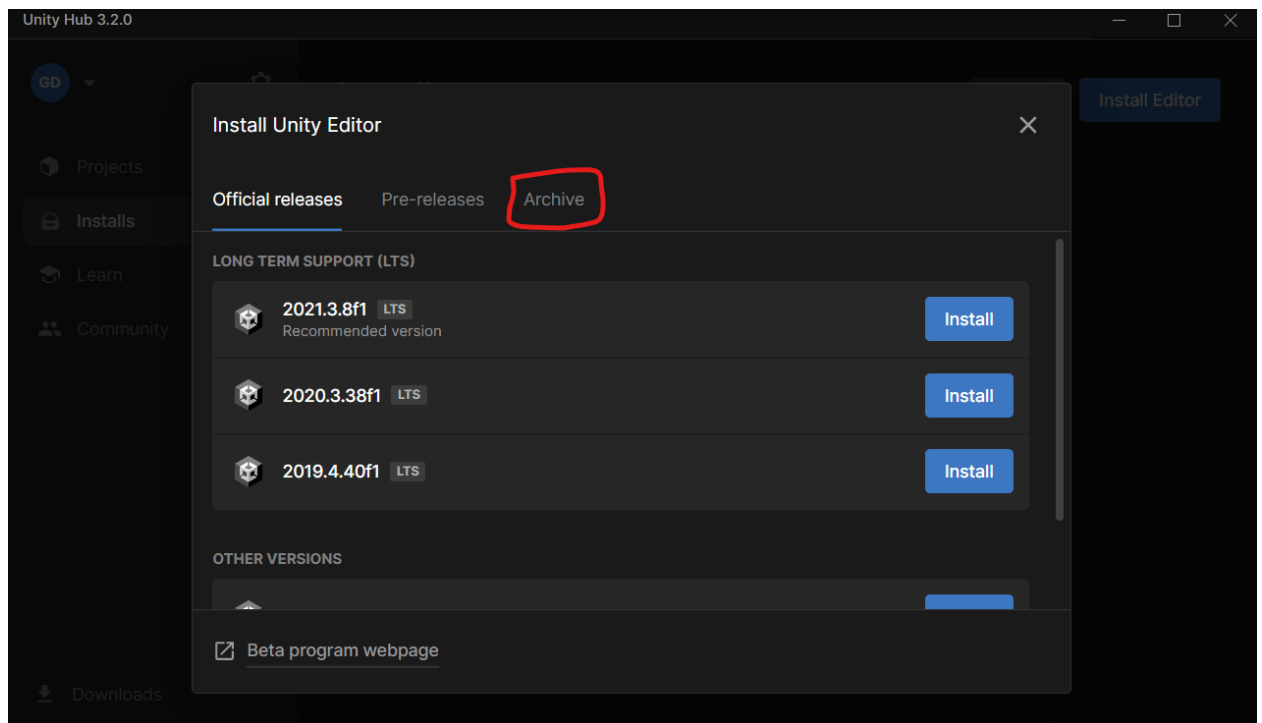 Unity Hub 3.2.0
GD
Install Editor
Projects
Installs
Learn
Community
Downloads
Install Unity Editor
Official releases Pre-releases Archive
LONG TERM SUPPORT (LTS)
2021.3.8f1 LTS
Recommended version
Install
2020.3.38f1 LTS
Install
2019.4.40f1 LTS
Install
OTHER VERSIONS
Beta program webpage